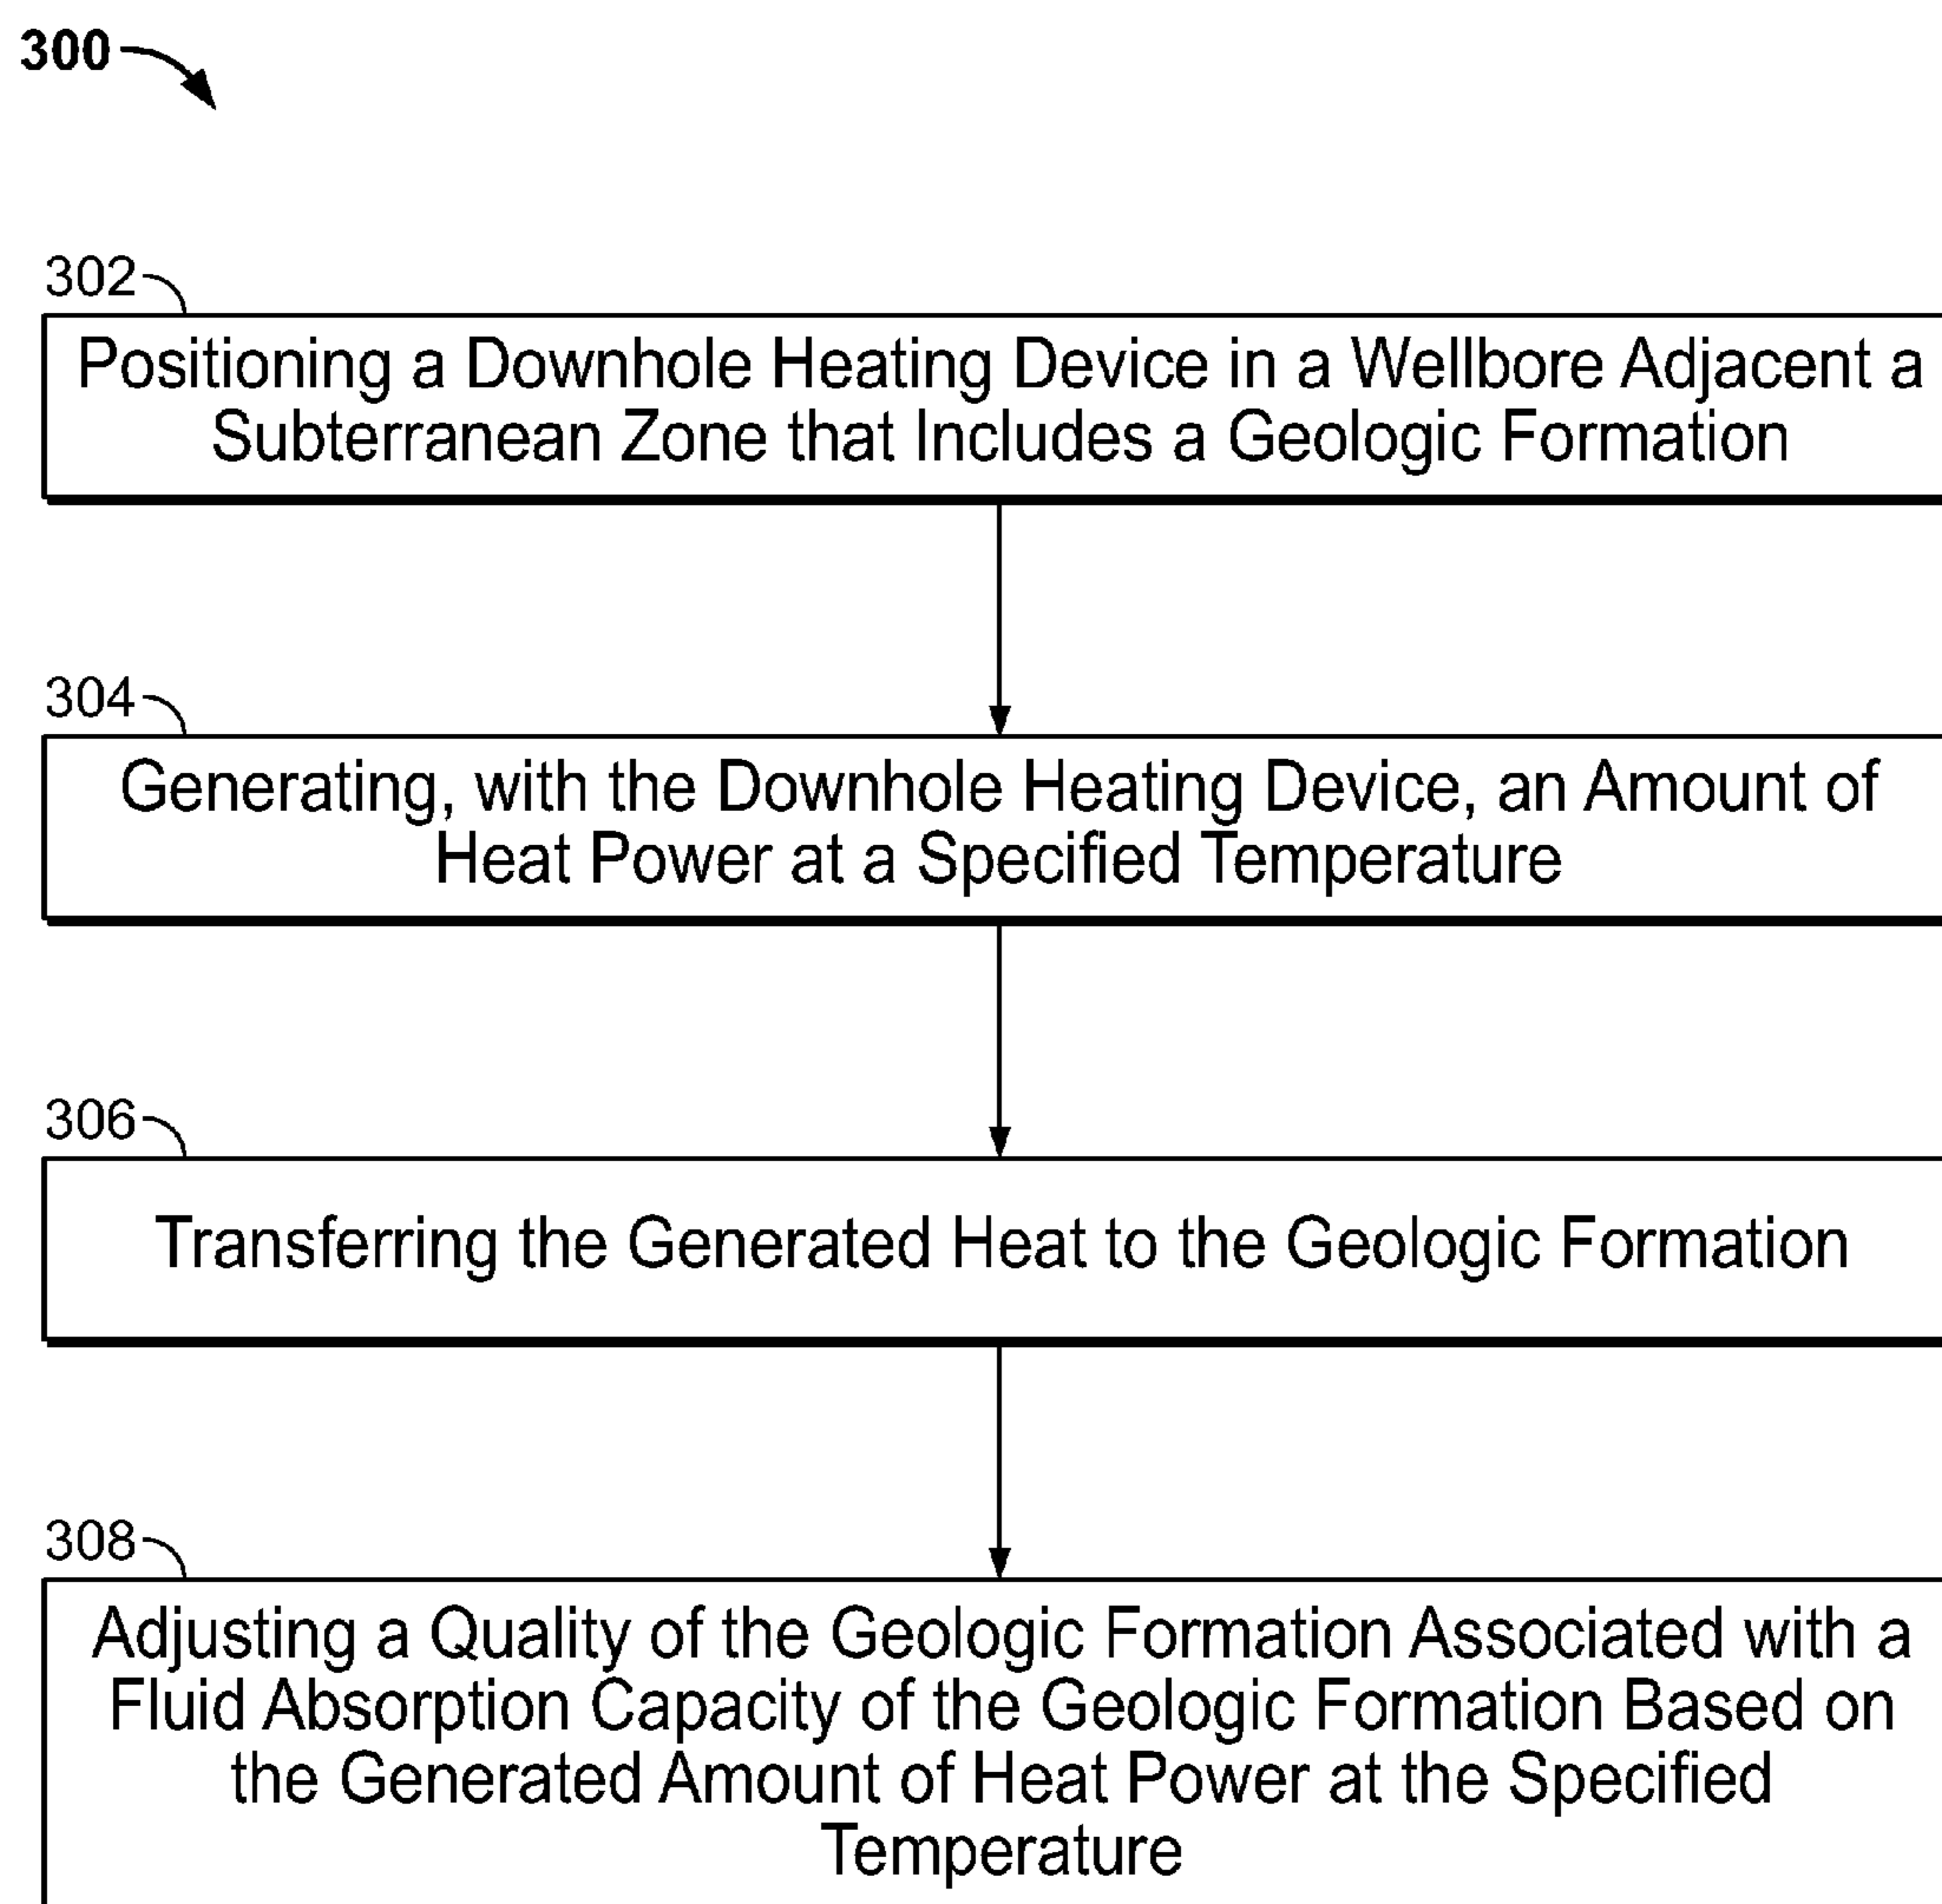 300
302
Positioning a Downhole Heating Device in a Wellbore Adjacent a
Subterranean Zone that Includes a Geologic Formation
304
Generating, with the Downhole Heating Device, an Amount of
Heat Power at a Specified Temperature
306
Transferring the Generated Heat to the Geologic Formation
308
Adjusting a Quality of the Geologic Formation Associated with a
Fluid Absorption Capacity of the Geologic Formation Based on
the Generated Amount of Heat Power at the Specified
Temperature